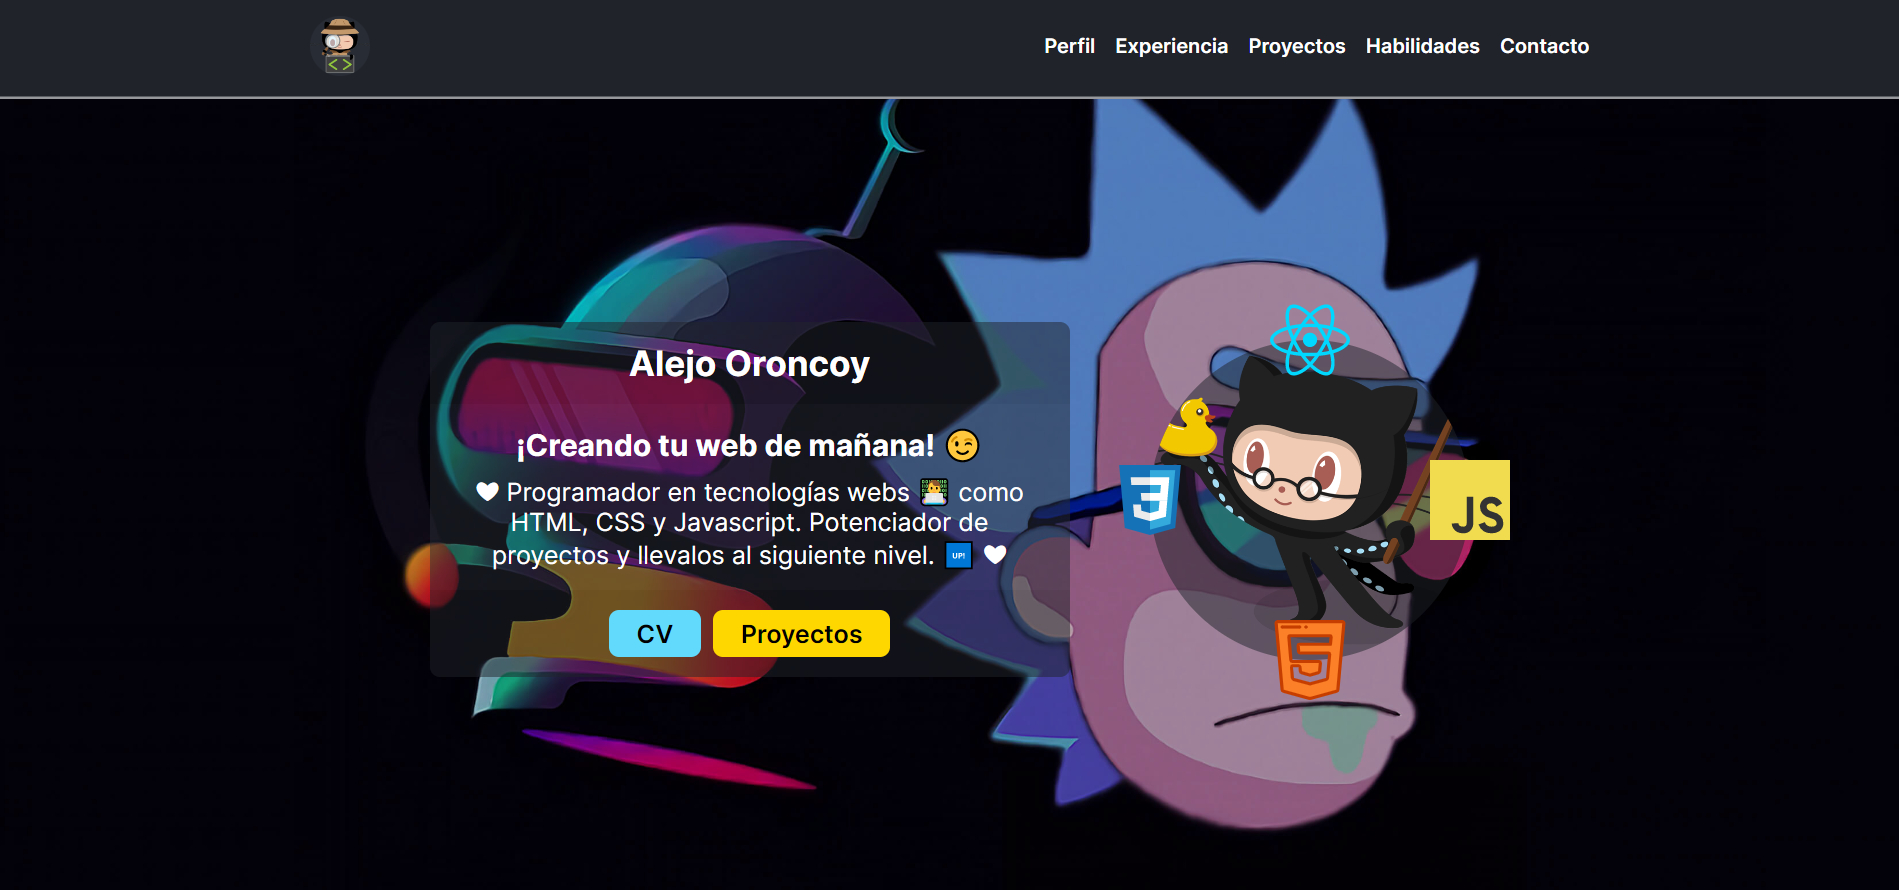 < >
Perfil Experiencia Proyectos Habilidades Contacto
Alejo Oroncoy
¡Creando tu web de mañana! 😉
🤍 Programador en tecnologías webs 👨‍💻 como
HTML, CSS y Javascript. Potenciador de
proyectos y llevalos al siguiente nivel. 🆙 🤍
CV Proyectos
3
JS
5